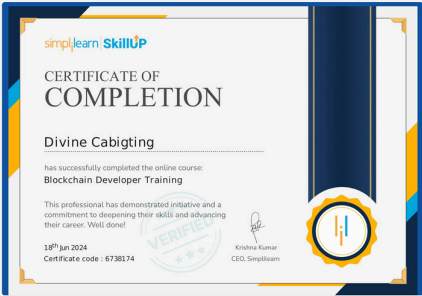 simplilearn | SkillUP
CERTIFICATE OF
COMPLETION
Divine Cabigting
has successfully completed the online course:
Blockchain Developer Training
This professional has demonstrated initiative and a
commitment to deepening their skills and advancing
their career. Well done!
VERIFIED
18th Jun 2024
Certificate code : 6738174
Krishna Kumar
CEO, Simplilearn